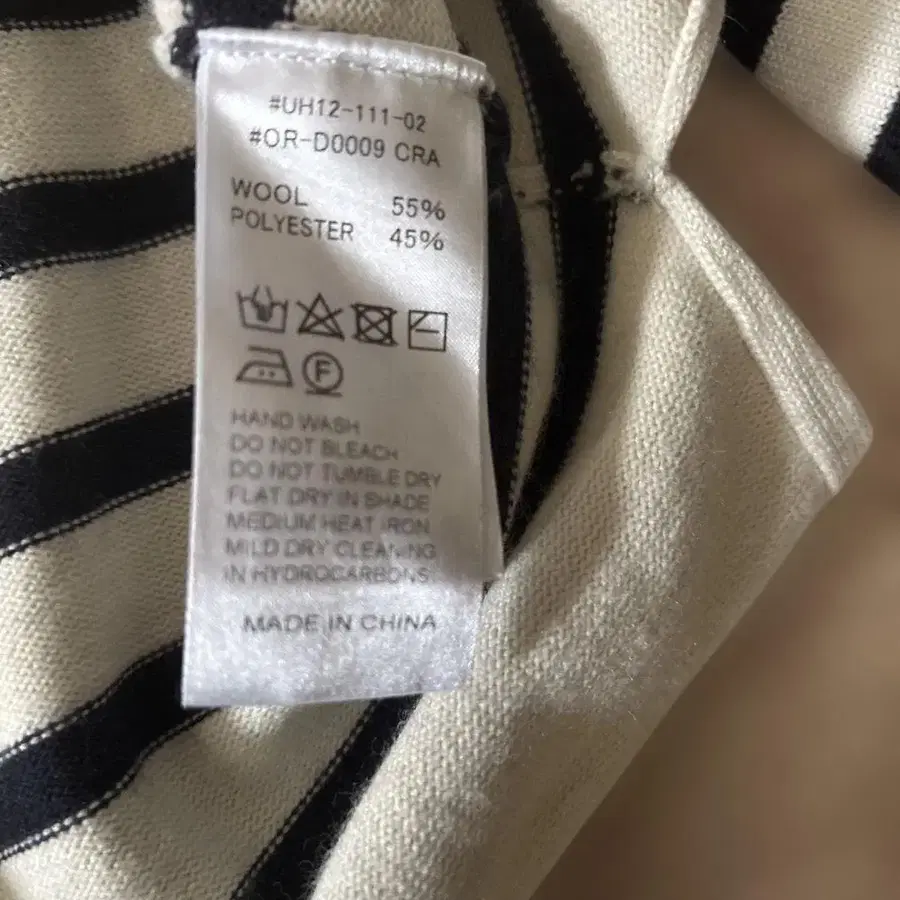 #UH12-111-02
#OR-D0009 CRA
WOOL 55%
POLYESTER 45%
F
HAND WASH
DO NOT BLEACH
DO NOT TUMBLE DRY
FLAT DRY IN SHADE
MEDIUM HEAT IRON
MILD DRY CLEANING
IN HYDROCARBONS
MADE IN CHINA